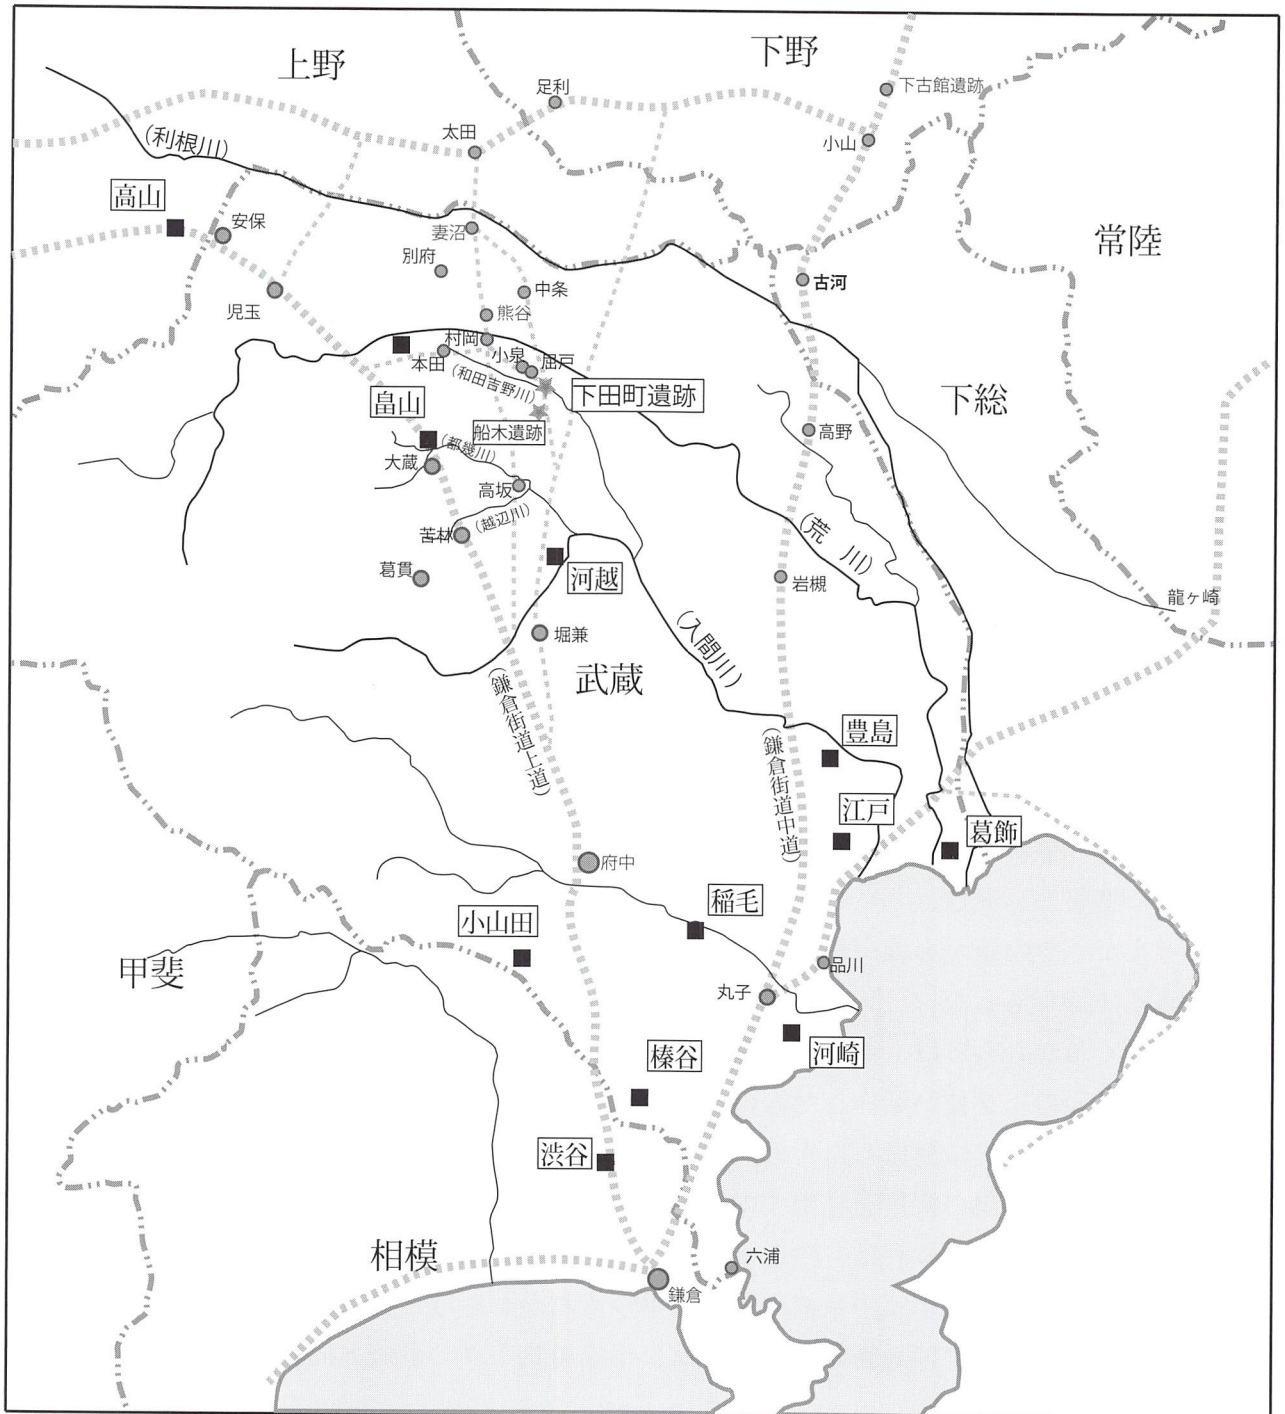 上野
下野
下古館遺跡
足利
太田
小山
(利根川)
高山
安保
妻沼
常陸
別府
古河
中条
児玉
熊谷
村岡
小泉
屈戸
本田
(和田吉野川)
下田町遺跡
畠山
下総
船木遺跡
高野
(都幾川)
大蔵
高坂
(越辺川)
(荒川)
苦林
葛貫
河越
岩槻
龍ヶ崎
堀兼
(入間川)
武蔵
(鎌倉街道上道)
豊島
(鎌倉街道中道)
江戸
葛飾
府中
稲毛
小山田
甲斐
品川
丸子
河崎
榛谷
渋谷
相模
六浦
鎌倉